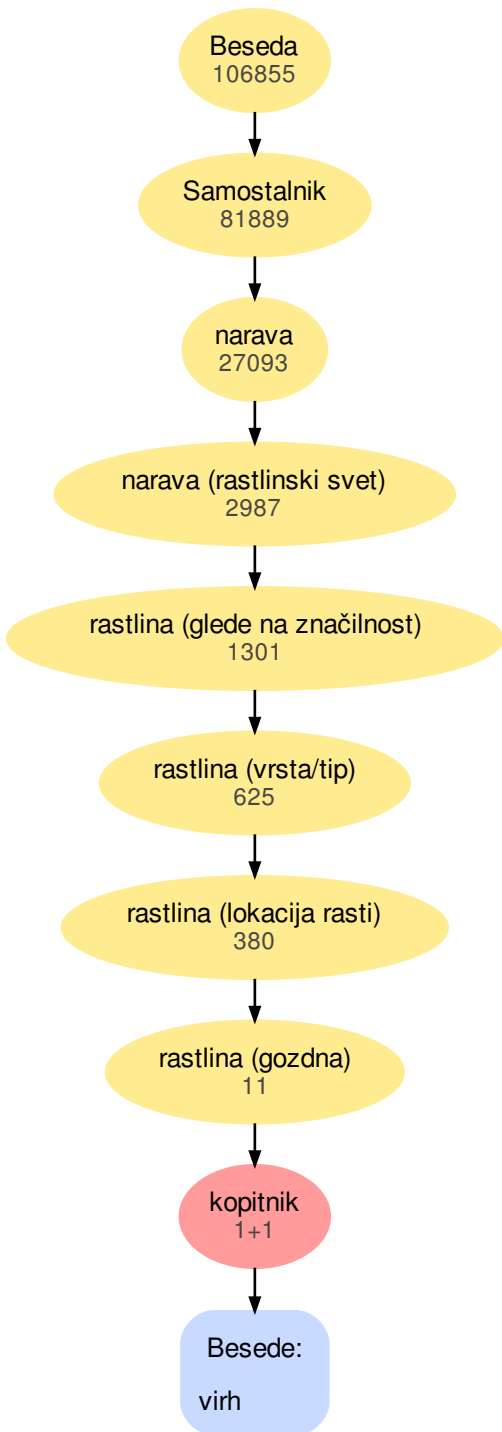 Beseda
106855
Samostalnik
81889
narava
27093
narava (rastlinski svet)
2987
rastlina (glede na značilnost)
1301
rastlina (vrsta/tip)
625
rastlina (lokacija rasti)
380
rastlina (gozdna)
11
kopitnik
1+1
Besede:
virh